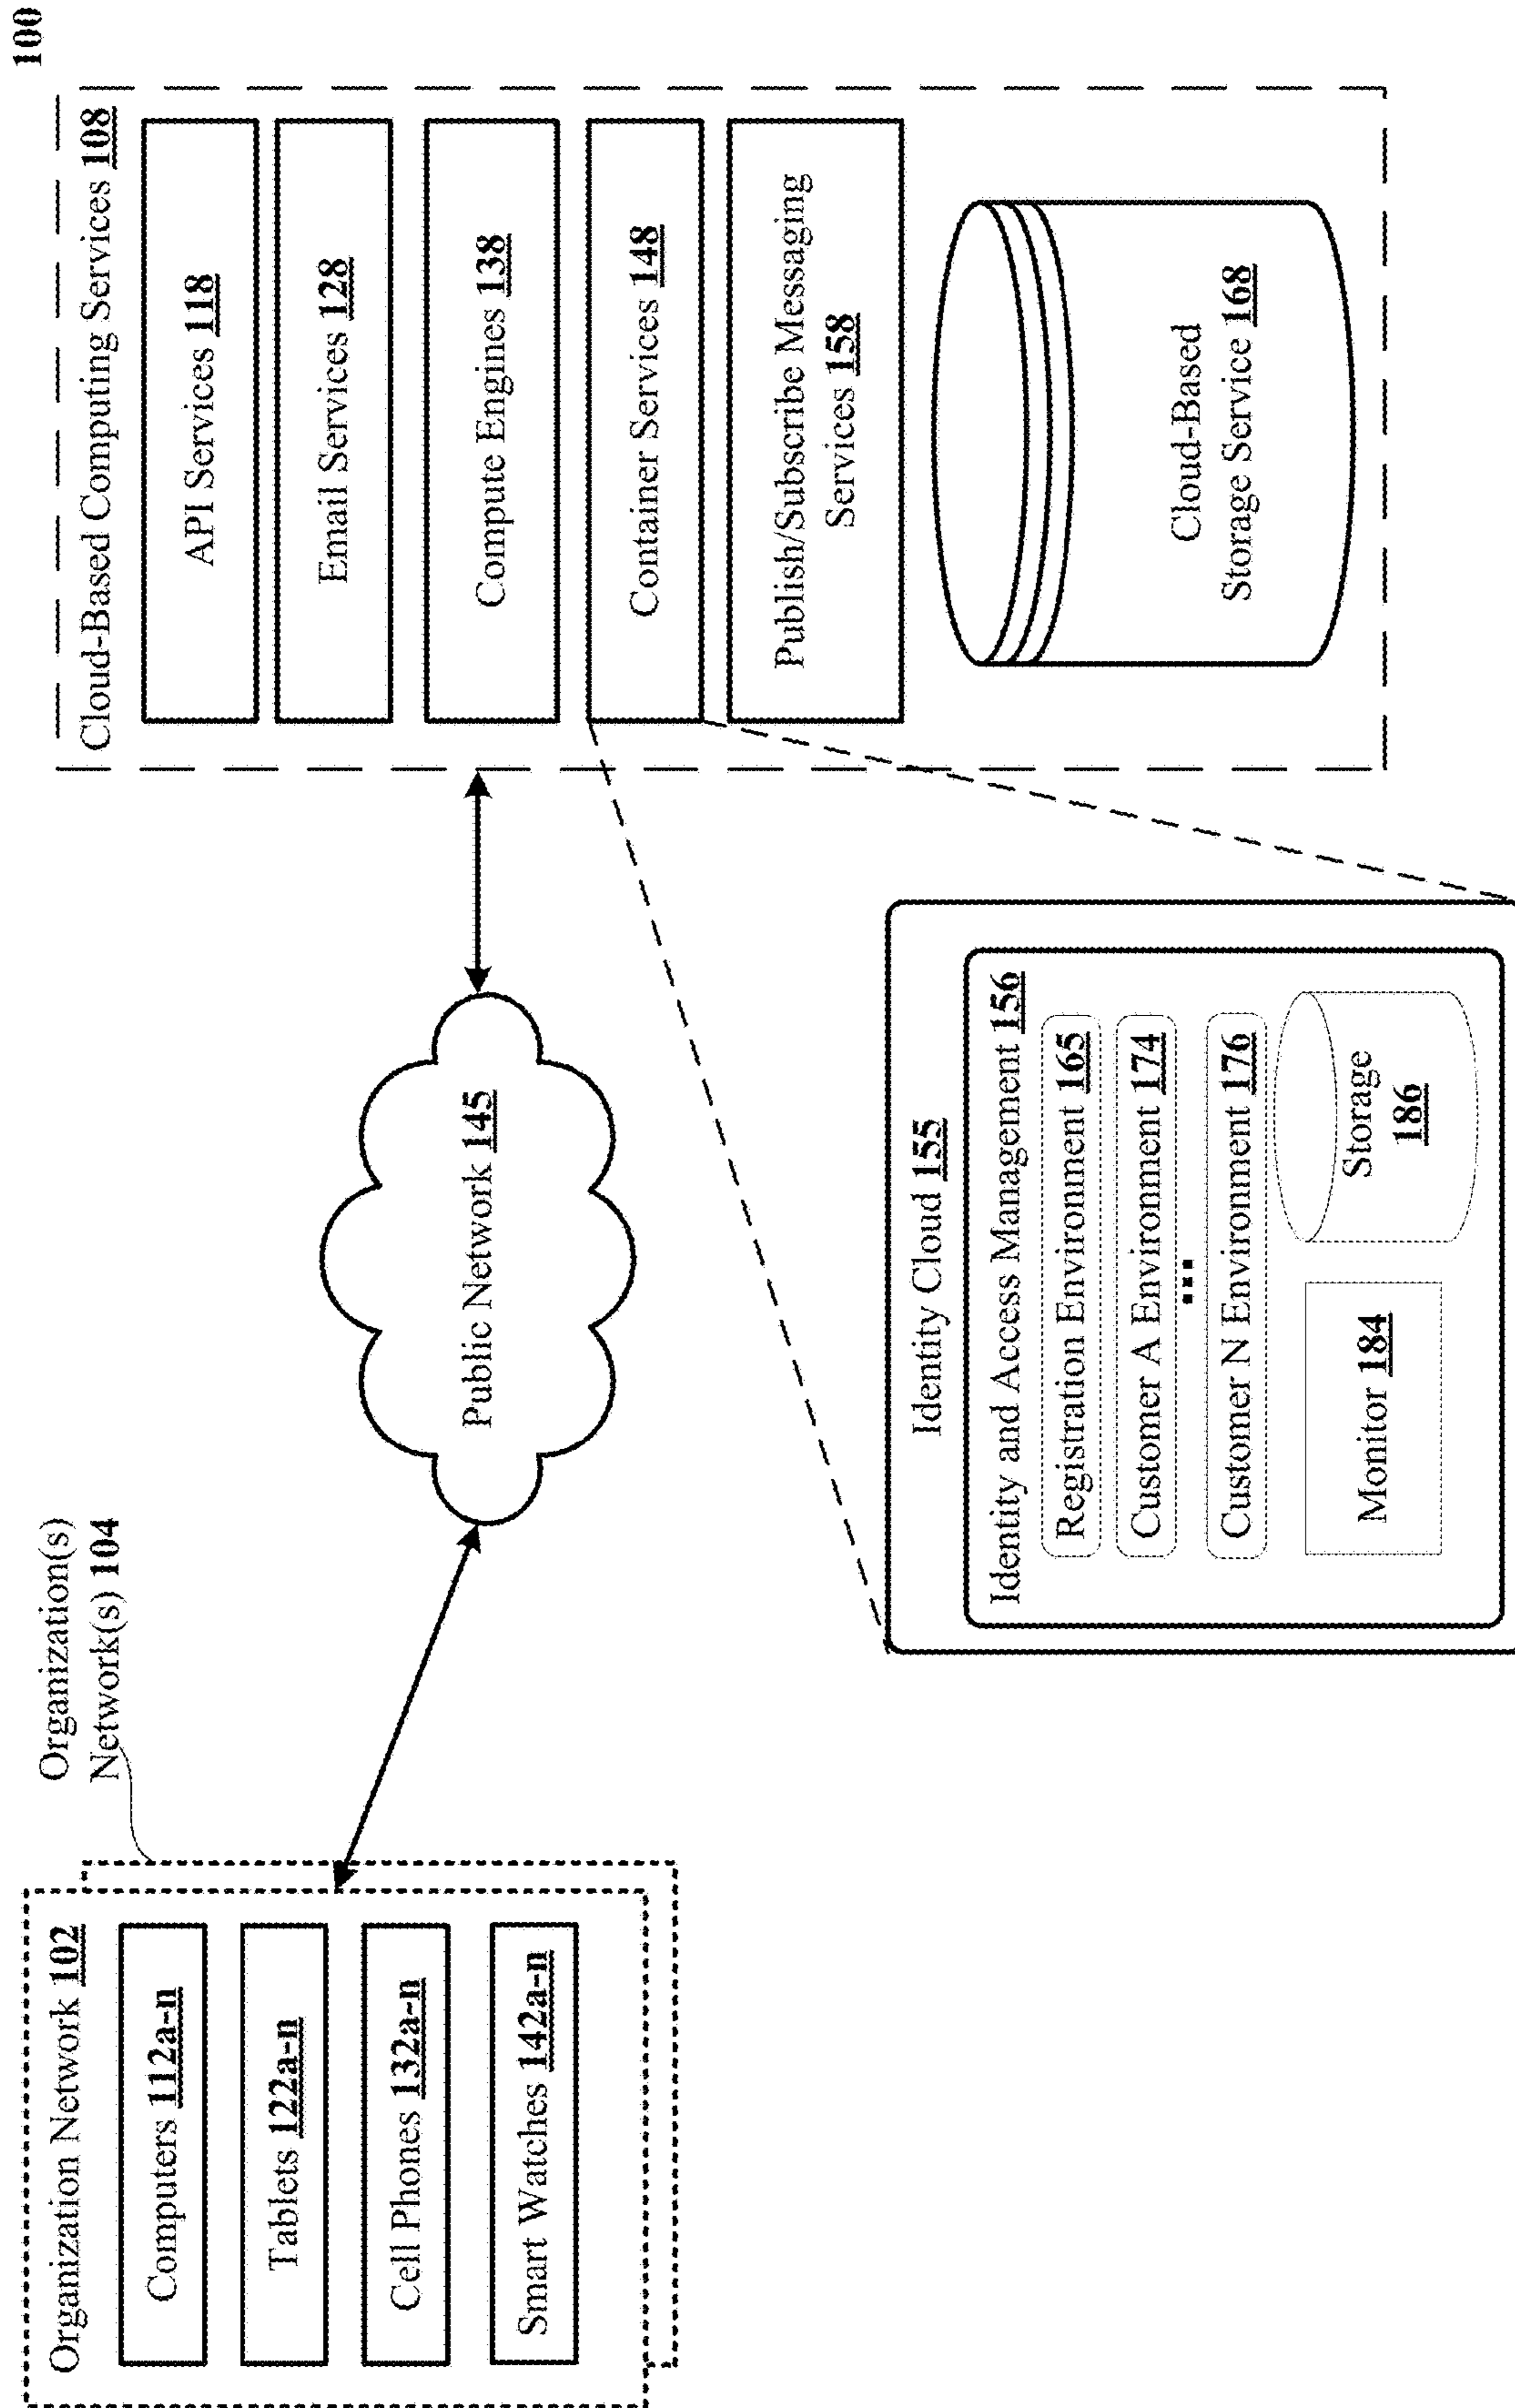 100
Organization(s)
Network(s) 104
Organization Network 102
Computers 112a-n
Tablets 122a-n
Cell Phones 132a-n
Smart Watches 142a-n
Public Network 145
Cloud-Based Computing Services 108
API Services 118
Email Services 128
Compute Engines 138
Container Services 148
Publish/Subscribe Messaging
Services 158
Cloud-Based
Storage Service 168
Identity Cloud 155
Identity and Access Management 156
Registration Environment 165
Customer A Environment 174
...
Customer N Environment 176
Monitor 184
Storage
186